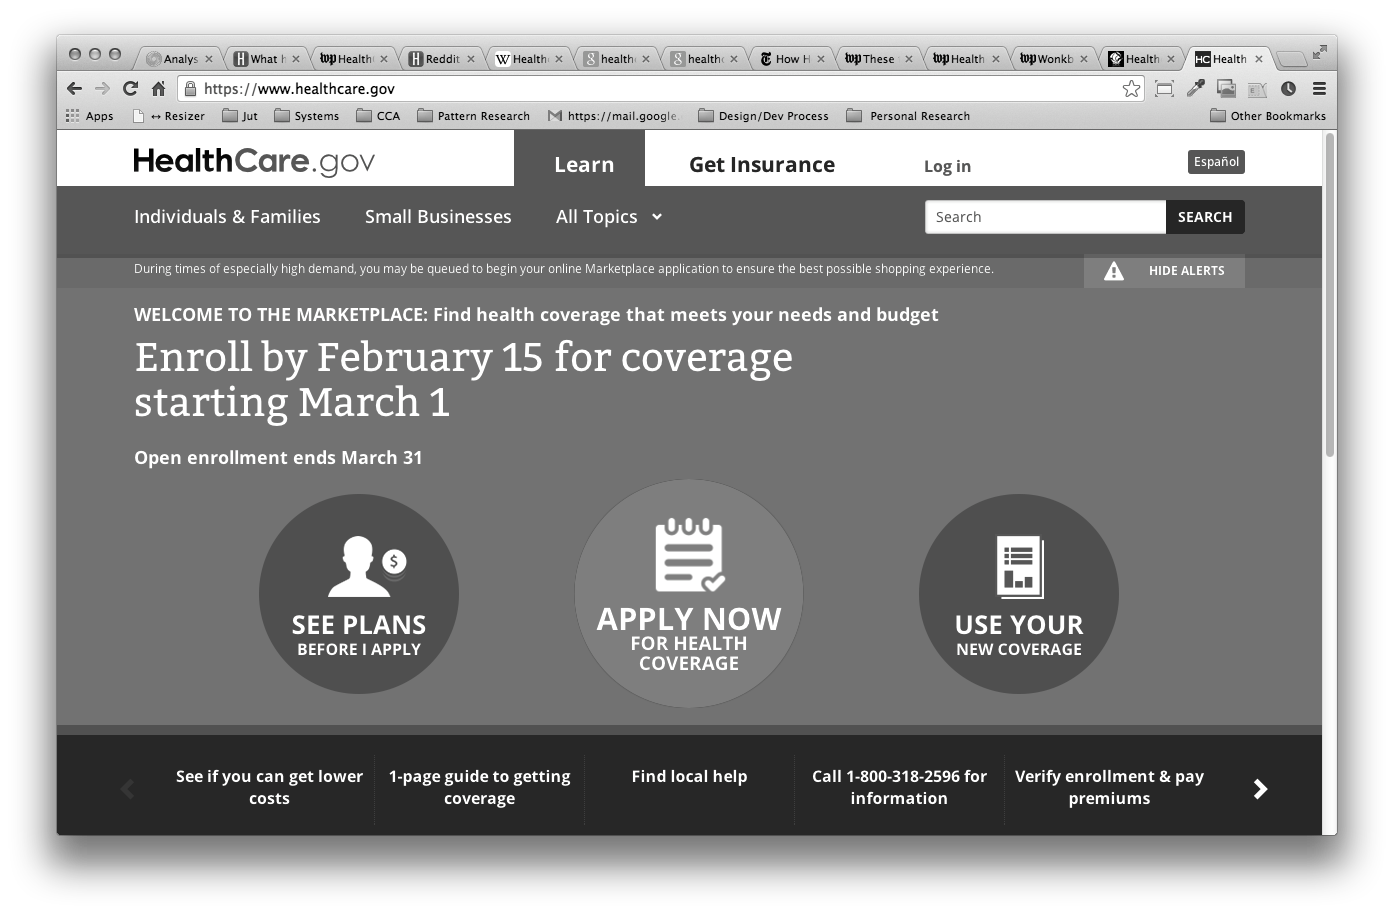 Analys
What h
wp Health
Reddit
W Health
8 health
8 health
T How H
wp These
wp Health
wp Wonkb
Health
HC Health
https://www.healthcare.gov
Apps
↔ Resizer
Jut
Systems
CCA
Pattern Research
https://mail.google.
Design/Dev Process
Personal Research
Other Bookmarks
HealthCare.gov
Learn
Get Insurance
Log in
Español
Individuals & Families
Small Businesses
All Topics
Search
SEARCH
During times of especially high demand, you may be queued to begin your online Marketplace application to ensure the best possible shopping experience.
HIDE ALERTS
WELCOME TO THE MARKETPLACE: Find health coverage that meets your needs and budget
Enroll by February 15 for coverage
starting March 1
Open enrollment ends March 31
$
SEE PLANS
BEFORE I APPLY
APPLY NOW
FOR HEALTH
COVERAGE
USE YOUR
NEW COVERAGE
See if you can get lower
costs
1-page guide to getting
coverage
Find local help
Call 1-800-318-2596 for
information
Verify enrollment & pay
premiums